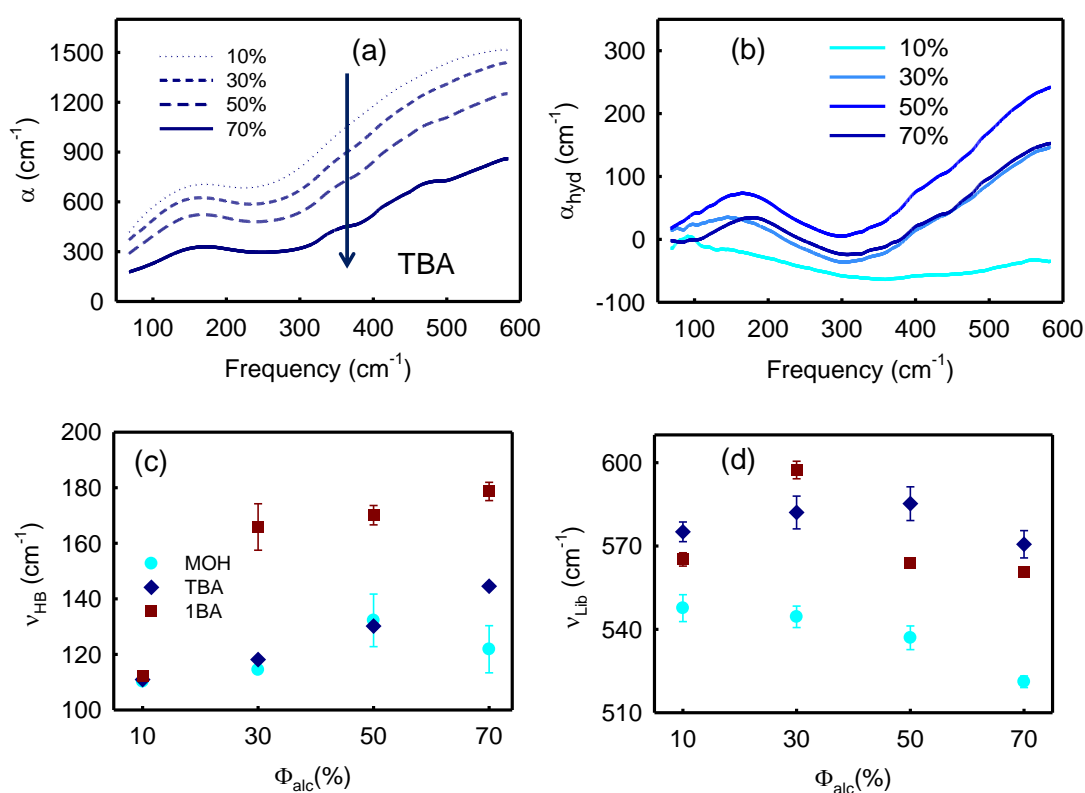 (a)
10%
30%
50%
70%
TBA
1500
1200
900
600
300
0
α (cm⁻¹)
100 200 300 400 500 600
Frequency (cm⁻¹)
(b)
10%
30%
50%
70%
300
200
100
0
-100
α_hyd (cm⁻¹)
100 200 300 400 500 600
Frequency (cm⁻¹)
(c)
MOH
TBA
1BA
200
180
160
140
120
100
ν_HB (cm⁻¹)
10 30 50 70
Φ_alc(%)
(d)
600
570
540
510
ν_Lib (cm⁻¹)
10 30 50 70
Φ_alc(%)